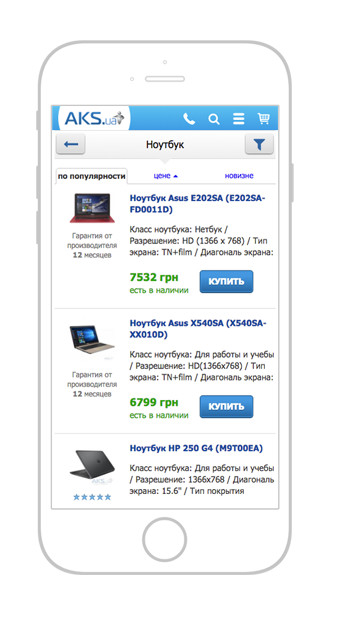 AKS.ua
Ноутбук
по популярности цене новизне
Ноутбук Asus E202SA (E202SA-
FD0011D)
Гарантия от
производителя
12 месяцев
Класс ноутбука: Нетбук /
Разрешение: HD (1366 x 768) / Тип
экрана: TN+film / Диагональ экрана:
7532 грн
есть в наличии
КУПИТЬ
Ноутбук Asus X540SA (X540SA-
XX010D)
Гарантия от
производителя
12 месяцев
Класс ноутбука: Для работы и учебы
/ Разрешение: HD(1366x768) / Тип
экрана: TN+film / Диагональ экрана:
6799 грн
есть в наличии
КУПИТЬ
Ноутбук HP 250 G4 (M9T00EA)
Класс ноутбука: Для работы и учебы
/ Разрешение: 1366x768 / Диагональ
экрана: 15.6" / Тип покрытия